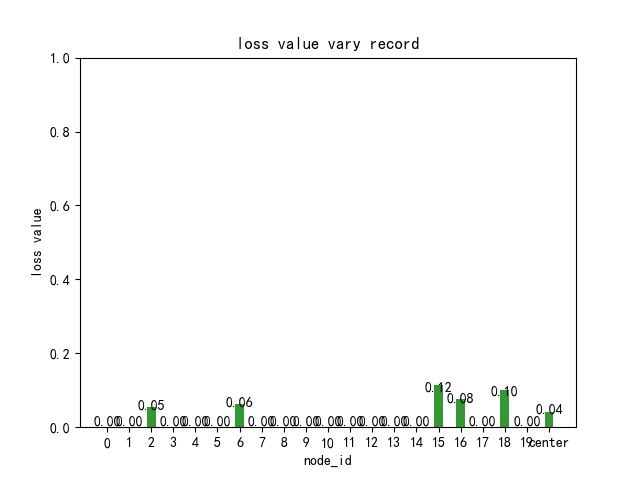 loss value vary record
1.0
0.8
0.6
0.4
0.2
0.0
loss value
0.00 0.00 0.05 0.00 0.00 0.00 0.06 0.00 0.00 0.00 0.00 0.00 0.00 0.00 0.00 0.12 0.08 0.00 0.10 0.00 0.04
0 1 2 3 4 5 6 7 8 9 10 11 12 13 14 15 16 17 18 19 center
node_id